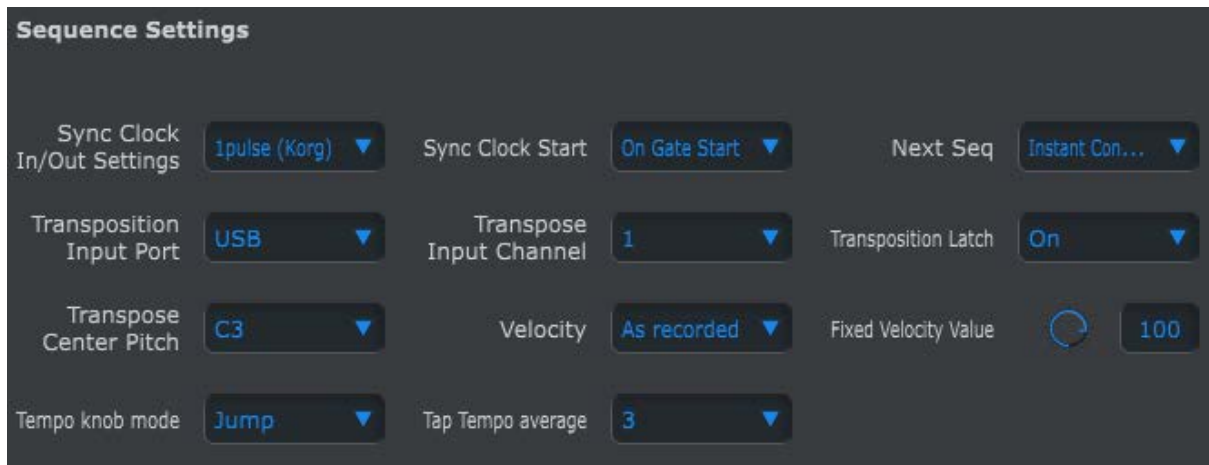 Sequence Settings
Sync Clock
In/Out Settings
1pulse (Korg)
Sync Clock Start
On Gate Start
Next Seq
Instant Con...
Transposition
Input Port
USB
Transpose
Input Channel
1
Transposition Latch
On
Transpose
Center Pitch
C3
Velocity
As recorded
Fixed Velocity Value
100
Tempo knob mode
Jump
Tap Tempo average
3